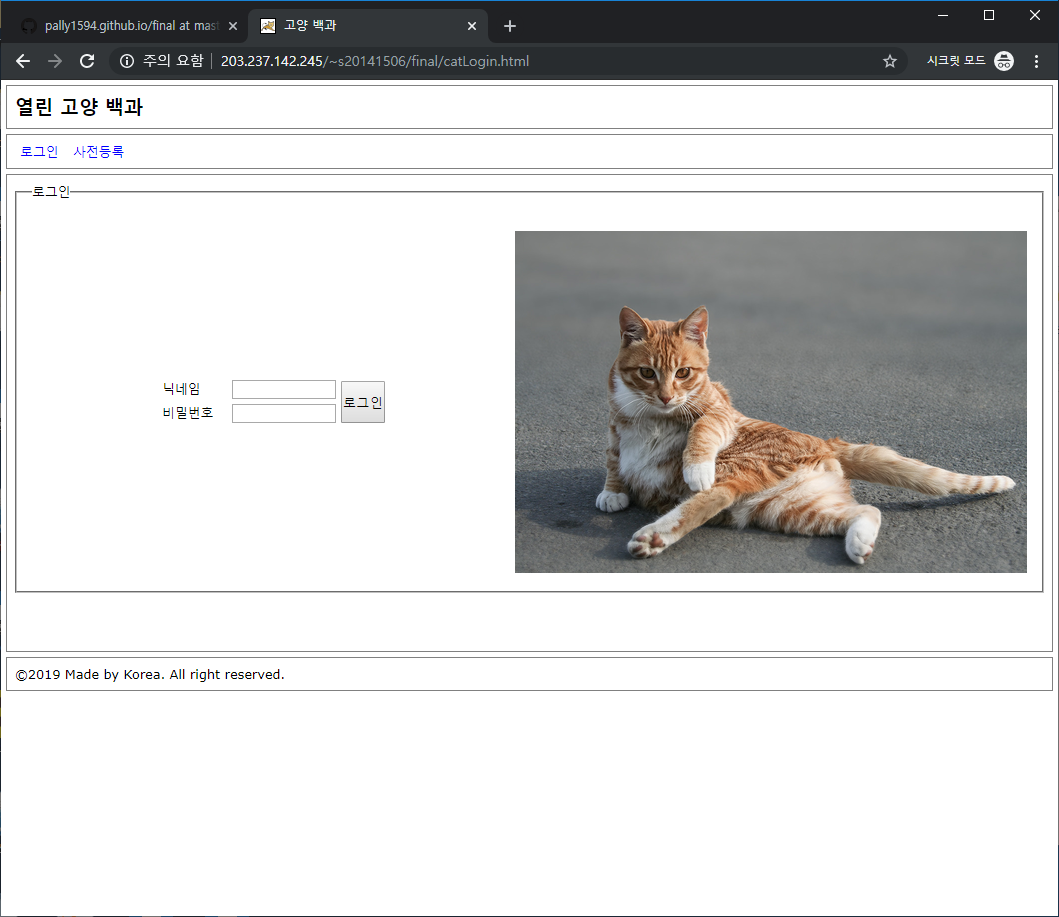 pally1594.github.io/final at mast
고양 백과
주의 요함 203.237.142.245/~s20141506/final/catLogin.html
시크릿 모드
열린 고양 백과
로그인 사전등록
로그인
닉네임
로그인
비밀번호
©2019 Made by Korea. All right reserved.